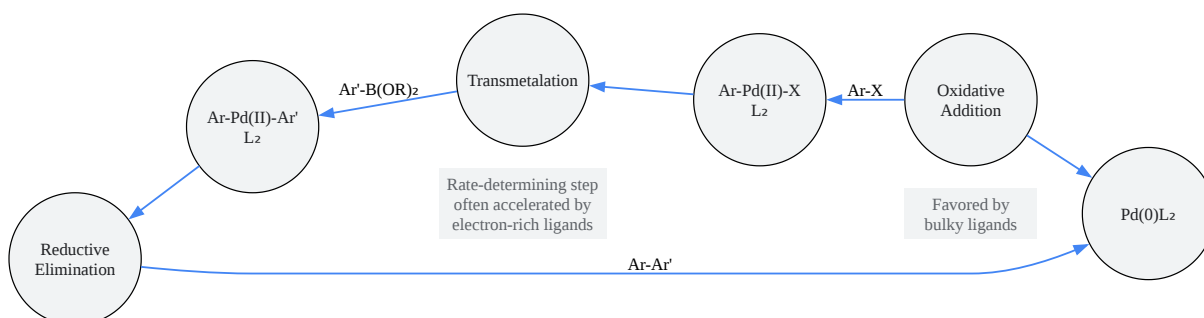 Ar'-B(OR)₂
Transmetalation
Ar-Pd(II)-Ar'
L₂
Ar-Pd(II)-X
L₂
Ar-X
Oxidative
Addition
Rate-determining step
often accelerated by
electron-rich ligands
Favored by
bulky ligands
Pd(0)L₂
Reductive
Elimination
Ar-Ar'